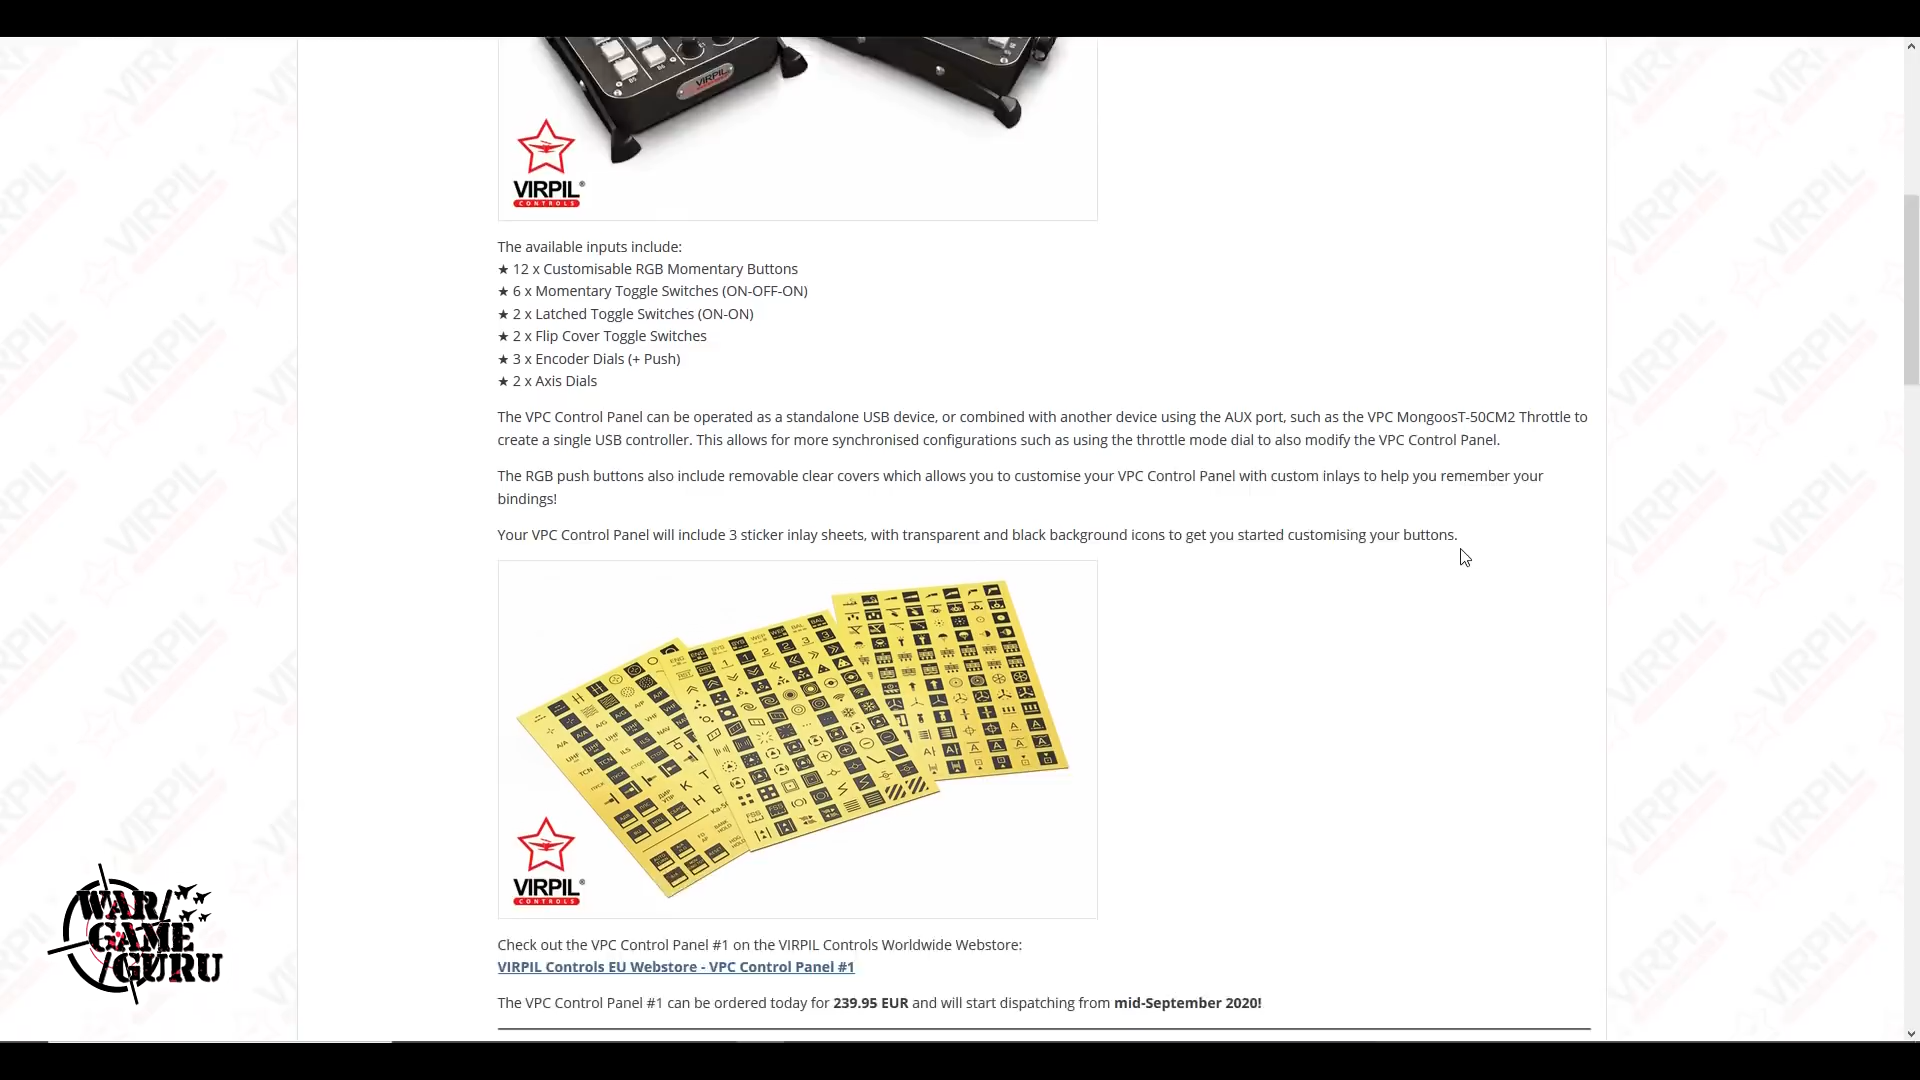 VIRPIL
VIRPIL®
CONTROLS
The available inputs include:
★ 12 x Customisable RGB Momentary Buttons
★ 6 x Momentary Toggle Switches (ON-OFF-ON)
★ 2 x Latched Toggle Switches (ON-ON)
★ 2 x Flip Cover Toggle Switches
★ 3 x Encoder Dials (+ Push)
★ 2 x Axis Dials
The VPC Control Panel can be operated as a standalone USB device, or combined with another device using the AUX port, such as the VPC MongoosT-50CM2 Throttle to
create a single USB controller. This allows for more synchronised configurations such as using the throttle mode dial to also modify the VPC Control Panel.
The RGB push buttons also include removable clear covers which allows you to customise your VPC Control Panel with custom inlays to help you remember your
bindings!
Your VPC Control Panel will include 3 sticker inlay sheets, with transparent and black background icons to get you started customising your buttons.
VIRPIL®
CONTROLS
Check out the VPC Control Panel #1 on the VIRPIL Controls Worldwide Webstore:
VIRPIL Controls EU Webstore - VPC Control Panel #1
The VPC Control Panel #1 can be ordered today for 239.95 EUR and will start dispatching from mid-September 2020!
WAR/
GAME
GURU